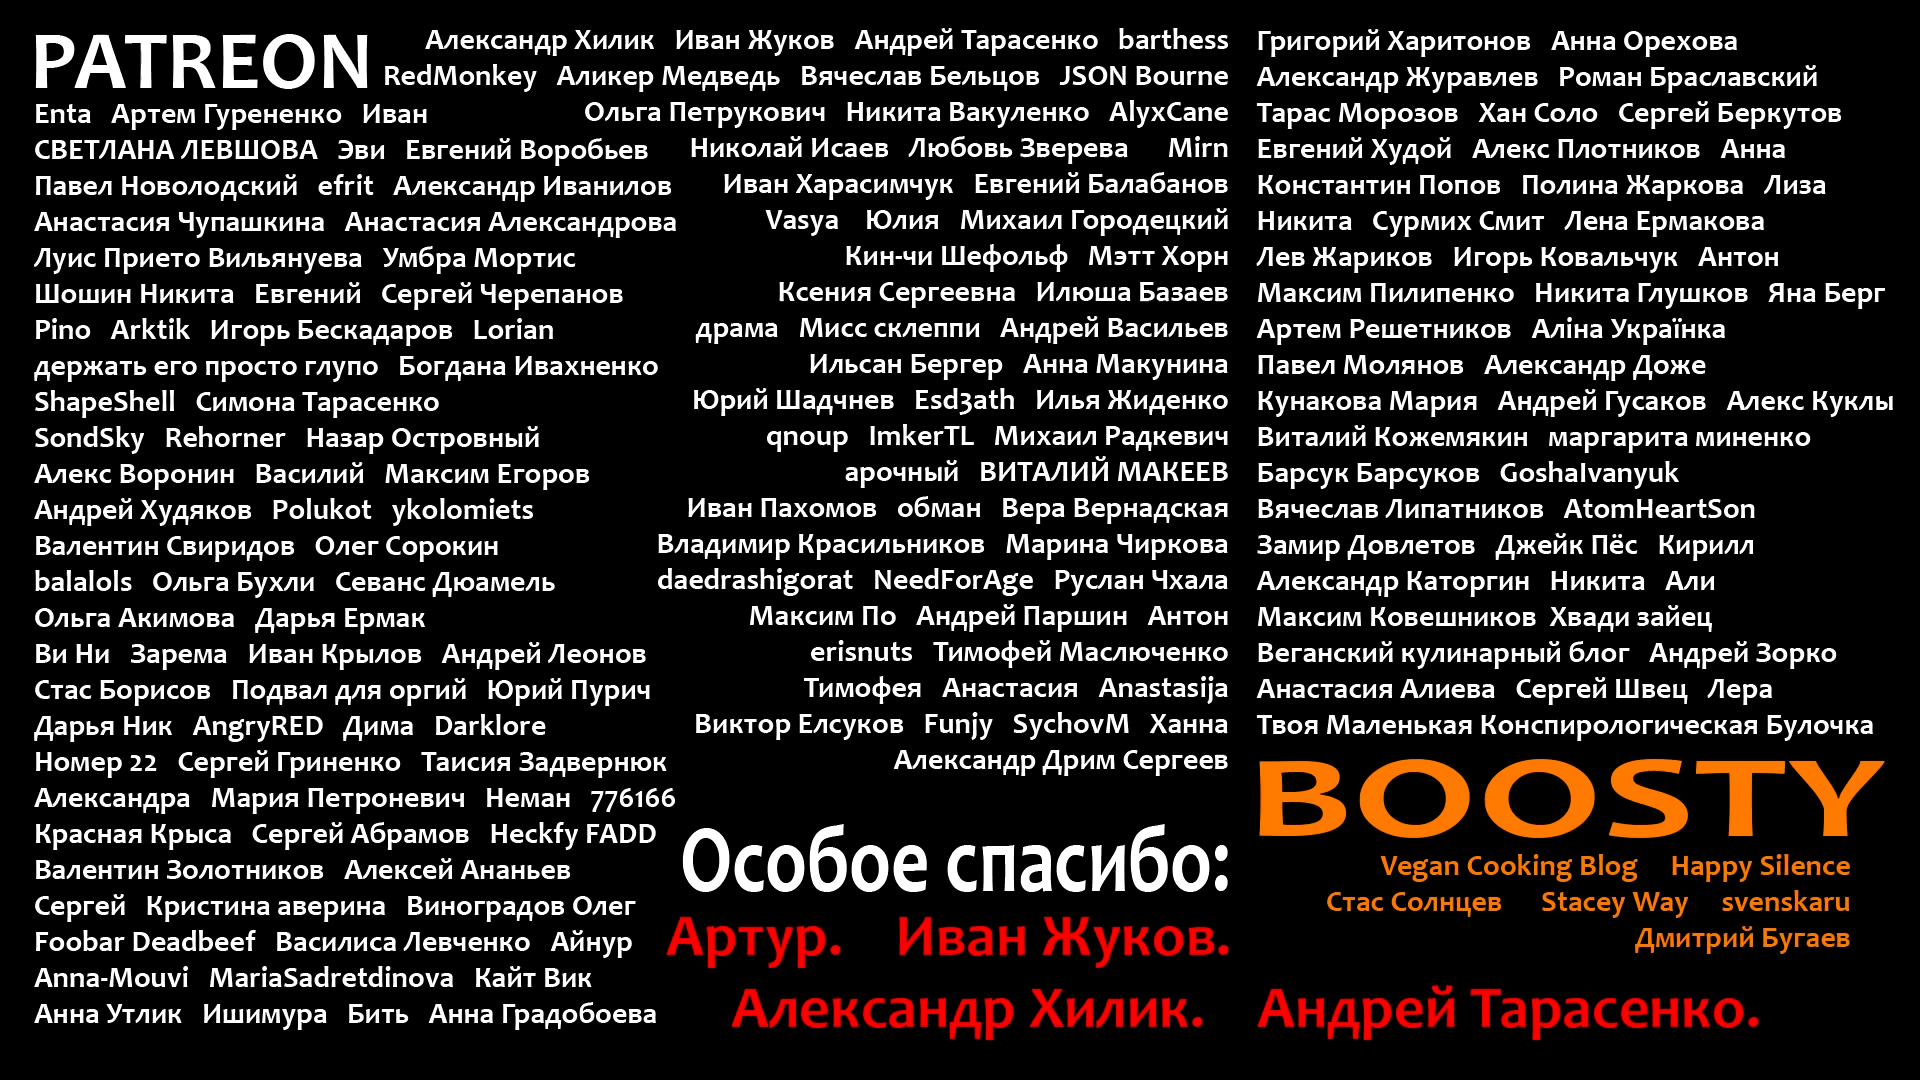 PATREON
Enta Артем Гурененко Иван
СВЕТЛАНА ЛЕВШОВА Эви Евгений Воробьев
Павел Новолодский efrit Александр Иванилов
Анастасия Чупашкина Анастасия Александрова
Луис Прието Вильянуева Умбра Мортис
Шошин Никита Евгений Сергей Черепанов
Pino Arktik Игорь Бескадаров Lorian
держать его просто глупо Богдана Ивахненко
ShapeShell Симона Тарасенко
SondSky Rehorner Назар Островный
Алекс Воронин Василий Максим Егоров
Андрей Худяков Polukot ykolomiets
Валентин Свиридов Олег Сорокин
balalols Ольга Бухли Севанс Дюамель
Ольга Акимова Дарья Ермак
Ви Ни Зарема Иван Крылов Андрей Леонов
Стас Борисов Подвал для оргий Юрий Пурич
Дарья Ник AngryRED Дима Darklore
Номер 22 Сергей Гриненко Таисия Задвернюк
Александра Мария Петроневич Неман 776166
Красная Крыса Сергей Абрамов Heckfy FADD
Валентин Золотников Алексей Ананьев
Сергей Кристина аверина Виноградов Олег
Foobar Deadbeef Василиса Левченко Айнур
Anna-Mouvi MariaSadretdinova Кайт Вик
Анна Утлик Ишимура Бить Анна Градобоева
Александр Хилик Иван Жуков Андрей Тарасенко barthess
RedMonkey Аликер Медведь Вячеслав Бельцов JSON Bourne
Ольга Петрукович Никита Вакуленко AlyxCane
Николай Исаев Любовь Зверева Mirn
Иван Харасимчук Евгений Балабанов
Vasya Юлия Михаил Городецкий
Кин-чи Шефольф Мэтт Хорн
Ксения Сергеевна Илюша Базаев
драма Мисс склеппи Андрей Васильев
Ильсан Бергер Анна Макунина
Юрий Шадчнев Esd3ath Илья Жиденко
qnoup ImkerTL Михаил Радкевич
арочный ВИТАЛИЙ МАКЕЕВ
Иван Пахомов обман Вера Вернадская
Владимир Красильников Марина Чиркова
daedrashigorat NeedForAge Руслан Чхала
Максим По Андрей Паршин Антон
erisnuts Тимофей Маслюченко
Тимофея Анастасия Anastasija
Виктор Елсуков Funjy SychovM Ханна
Александр Дрим Сергеев
Григорий Харитонов Анна Орехова
Александр Журавлев Роман Браславский
Тарас Морозов Хан Соло Сергей Беркутов
Евгений Худой Алекс Плотников Анна
Константин Попов Полина Жаркова Лиза
Никита Сурмих Смит Лена Ермакова
Лев Жариков Игорь Ковальчук Антон
Максим Пилипенко Никита Глушков Яна Берг
Артем Решетников Аліна Українка
Павел Молянов Александр Доже
Кунакова Мария Андрей Гусаков Алекс Куклы
Виталий Кожемякин маргарита миненко
Барсук Барсуков GoshaIvanyuk
Вячеслав Липатников AtomHeartSon
Замир Довлетов Джейк Пёс Кирилл
Александр Каторгин Никита Али
Максим Ковешников Хвади зайец
Веганский кулинарный блог Андрей Зорко
Анастасия Алиева Сергей Швец Лера
Твоя Маленькая Конспирологическая Булочка
BOOSTY
Vegan Cooking Blog Happy Silence
Стас Солнцев Stacey Way svenskaru
Дмитрий Бугаев
Особое спасибо:
Артур. Иван Жуков.
Александр Хилик. Андрей Тарасенко.